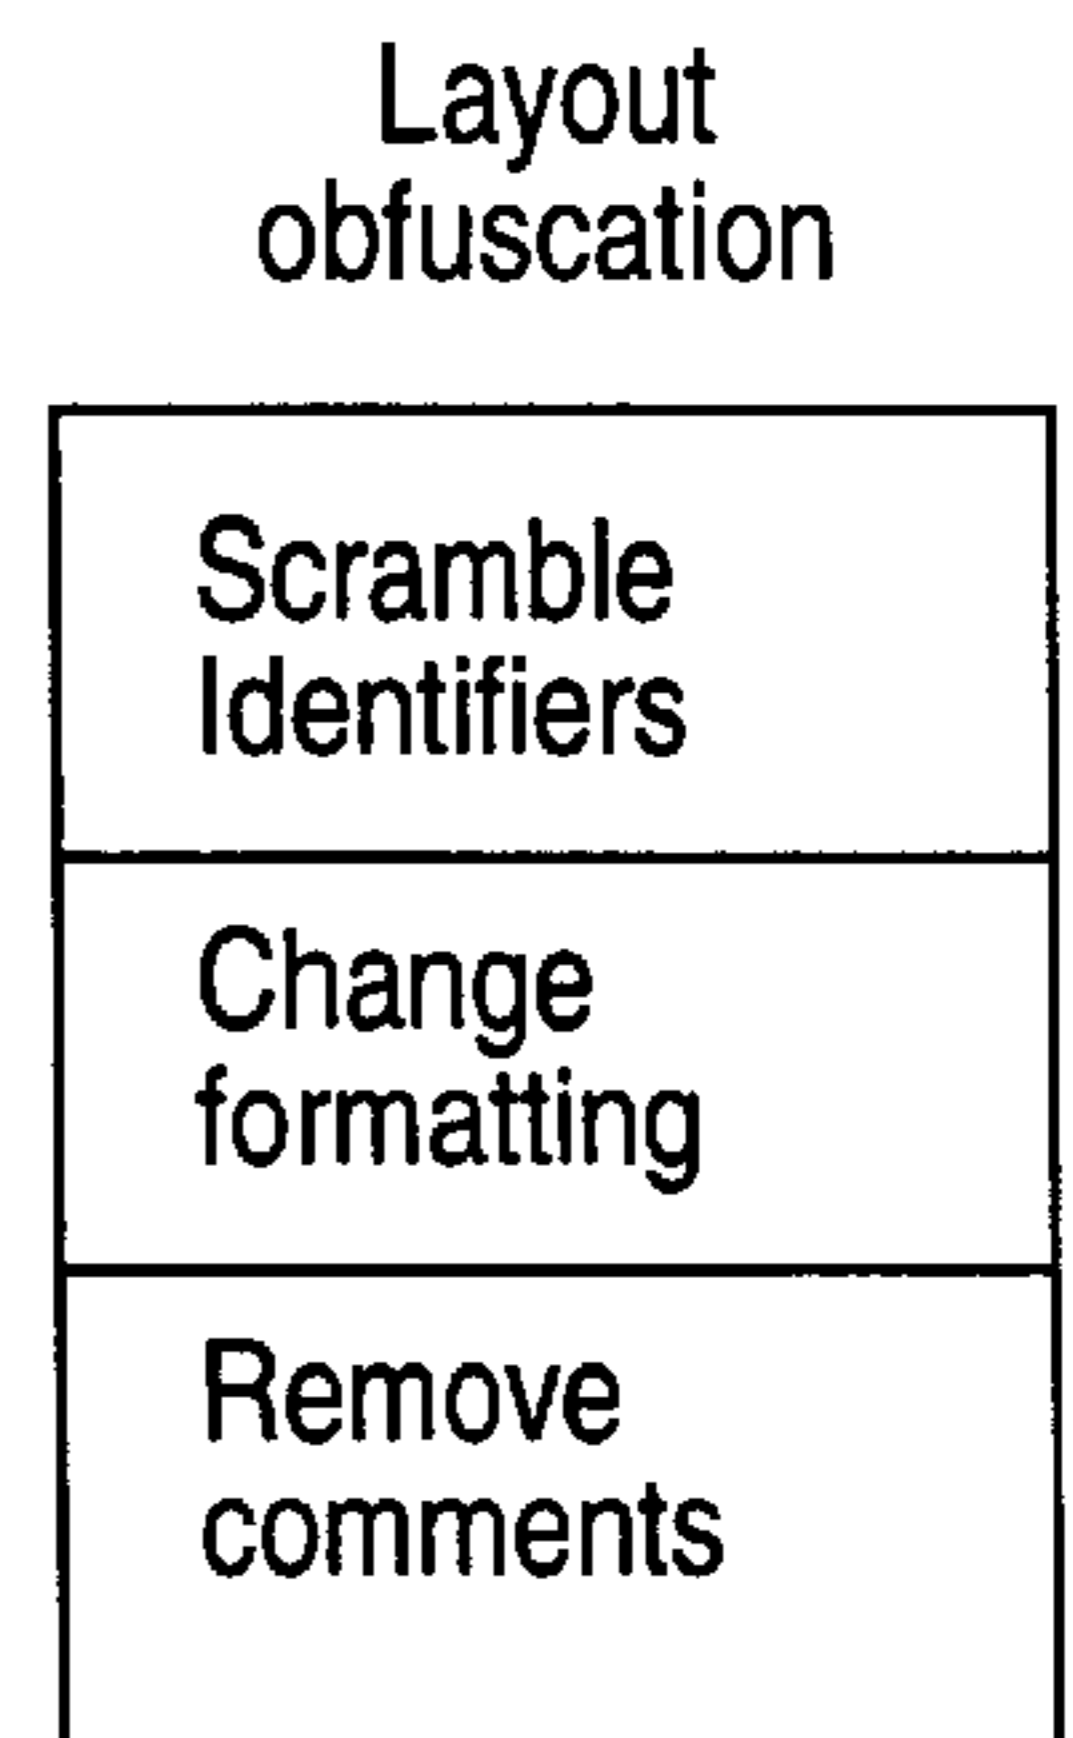 Layout
obfuscation
Scramble
Identifiers
Change
formatting
Remove
comments